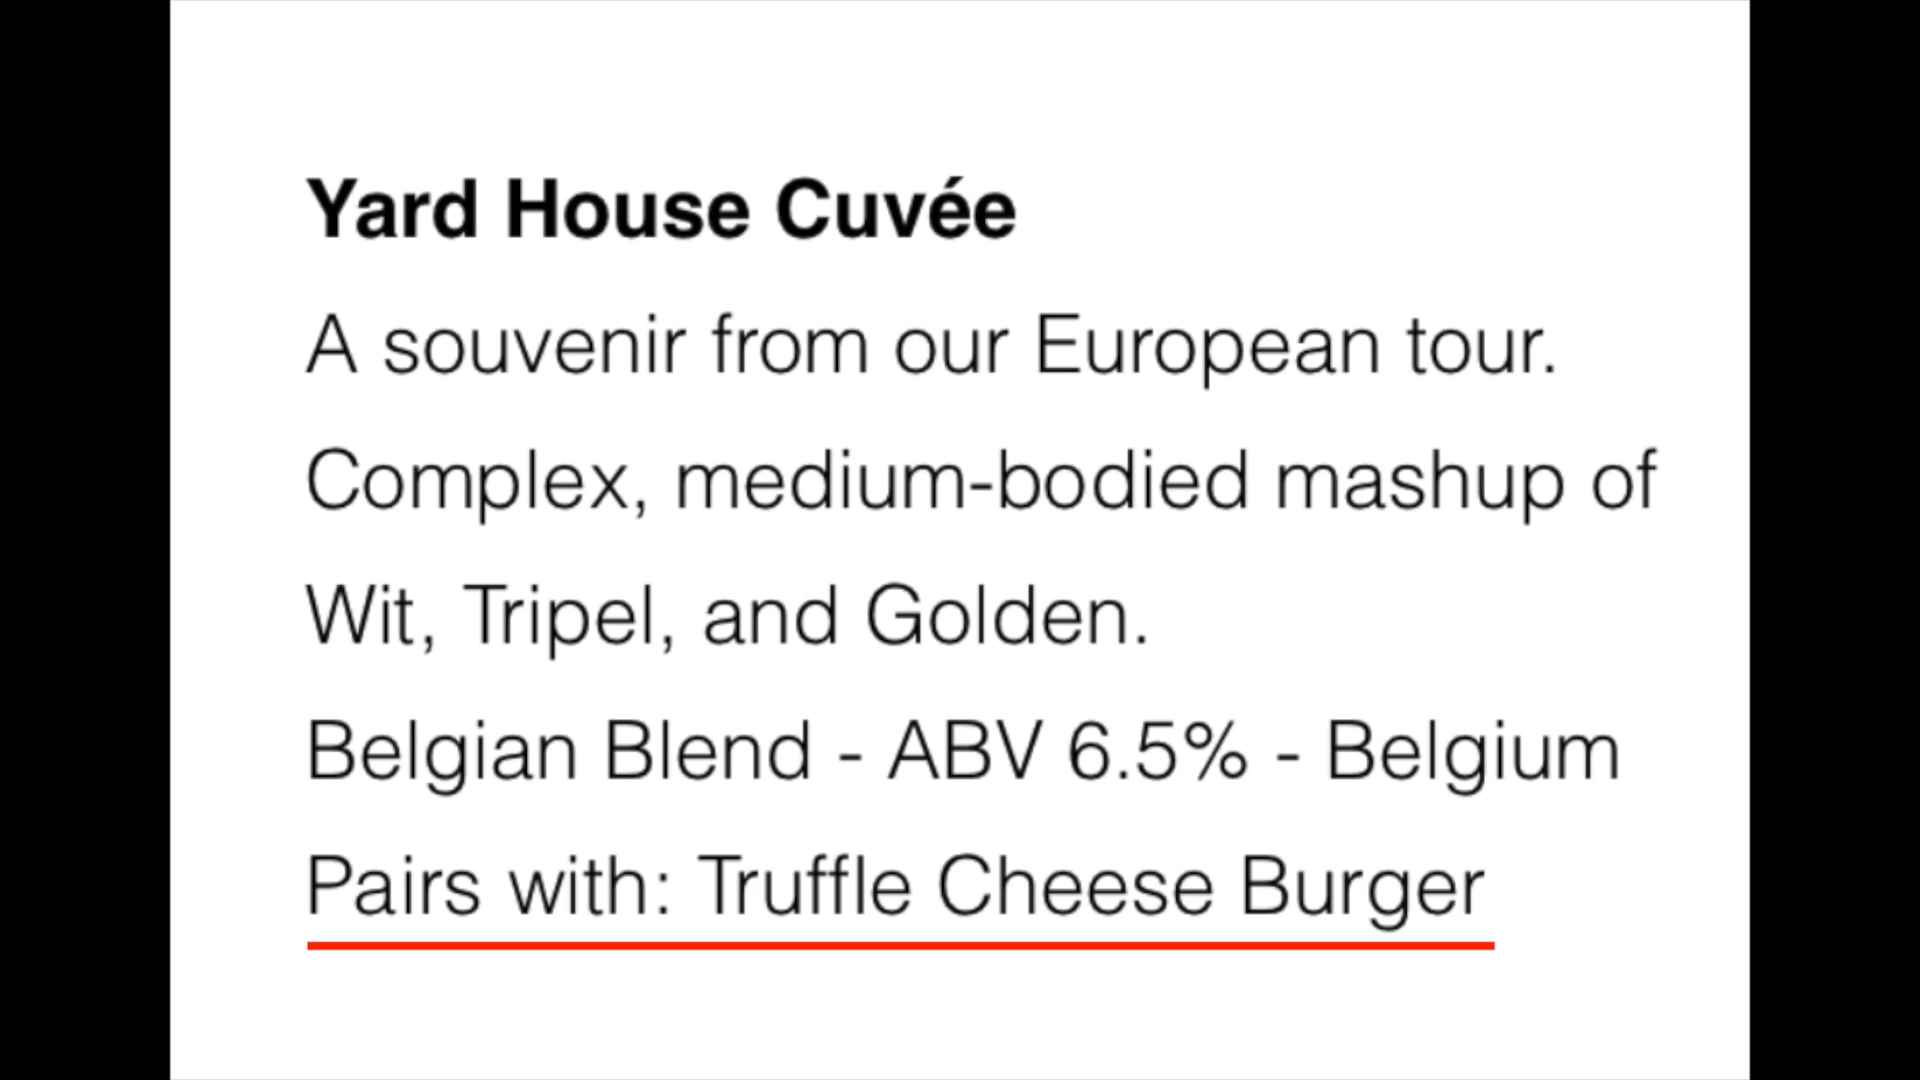 Yard House Cuvée
A souvenir from our European tour.
Complex, medium-bodied mashup of
Wit, Tripel, and Golden.
Belgian Blend - ABV 6.5% - Belgium
Pairs with: Truffle Cheese Burger